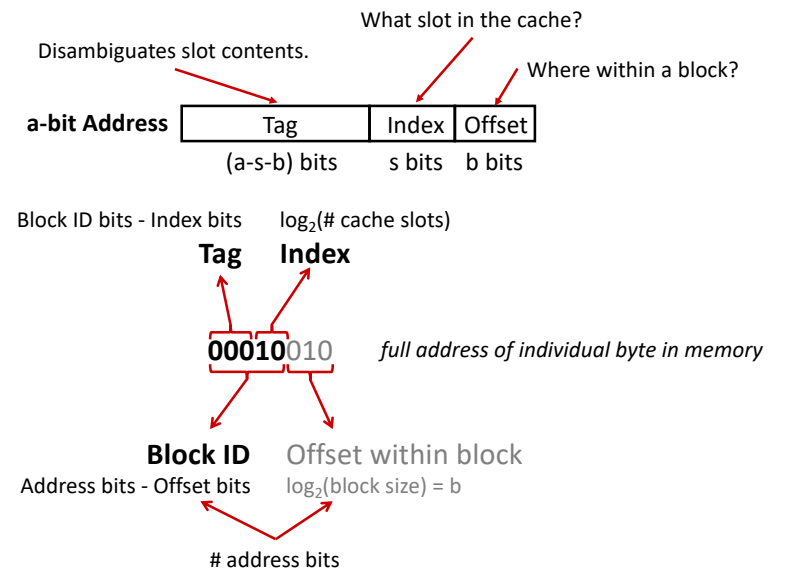 What slot in the cache?
Disambiguates slot contents.
Where within a block?
a-bit Address Tag Index Offset
(a-s-b) bits s bits b bits
Block ID bits - Index bits log₂(# cache slots)
Tag Index
00010010 full address of individual byte in memory
Block ID Offset within block
Address bits - Offset bits log₂(block size) = b
# address bits